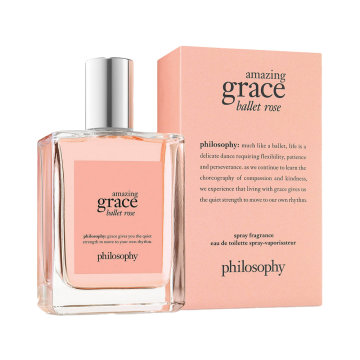 amazing
grace
ballet rose
philosophy: grace gives you the quiet
strength to move to your own rhythm.
philosophy
amazing
grace
ballet rose
philosophy: much like a ballet, life is a
delicate dance requiring flexibility, patience
and perseverance. as we continue to learn the
choreography of compassion and kindness,
we experience that living with grace gives us
the quiet strength to move to our own rhythm.
spray fragrance
eau de toilette spray-vaporisateur
philosophy